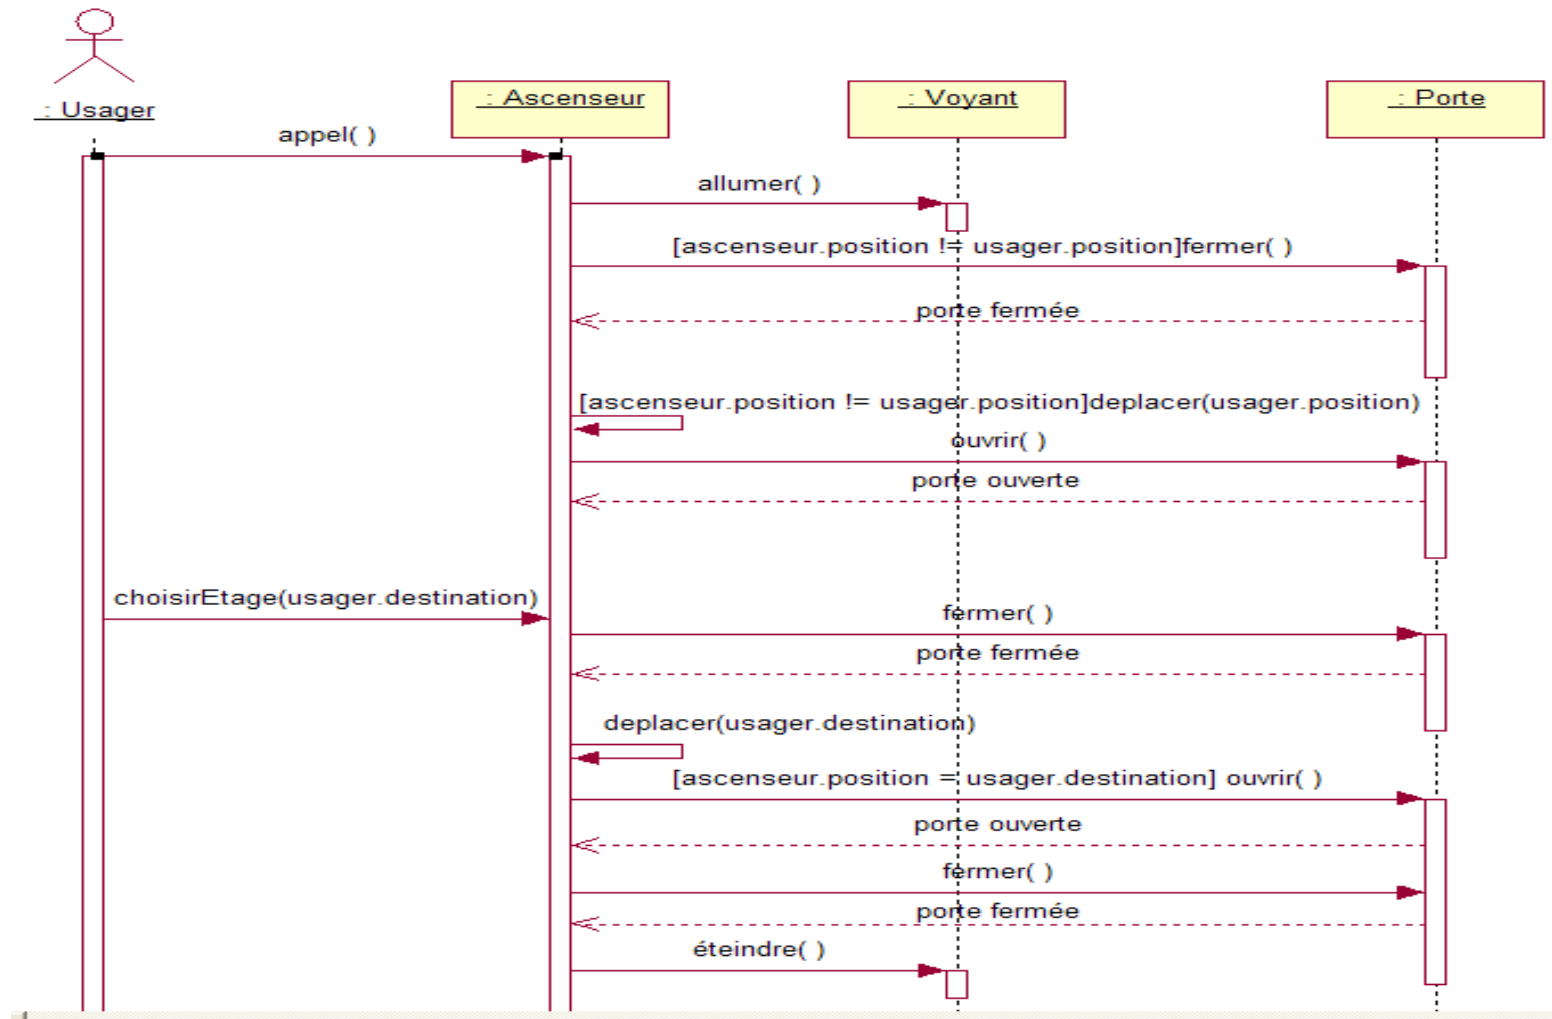 : Usager
: Ascenseur
: Voyant
: Porte
appel( )
allumer( )
[ascenseur.position != usager.position]fermer( )
porte fermée
[ascenseur.position != usager.position]deplacer(usager.position)
ouvrir( )
porte ouverte
choisirEtage(usager.destination)
fermer( )
porte fermée
deplacer(usager.destination)
[ascenseur.position = usager.destination] ouvrir( )
porte ouverte
fermer( )
porte fermée
éteindre( )